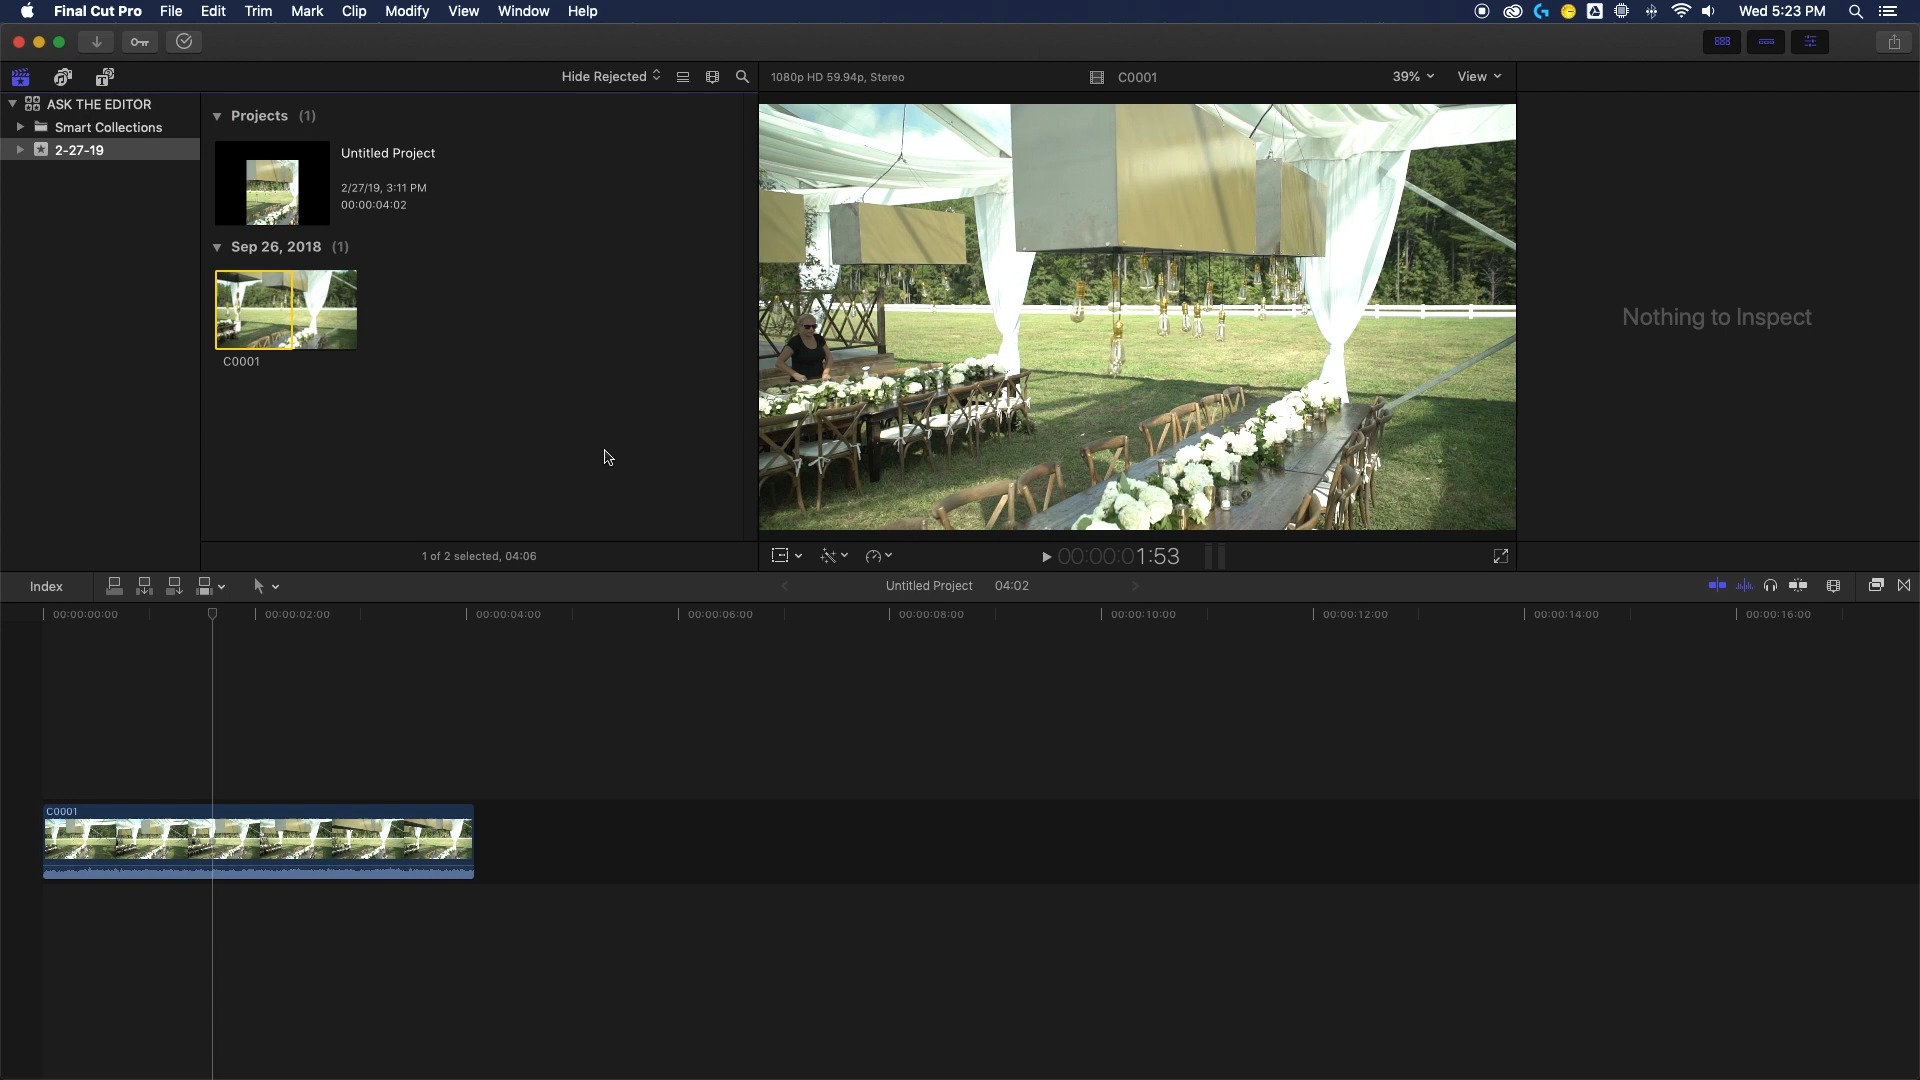 Final Cut Pro File Edit Trim Mark Clip Modify View Window Help Wed 5:23 PM
Hide Rejected 1080p HD 59.94p, Stereo C0001 39% View
ASK THE EDITOR
Smart Collections
2-27-19
Projects (1)
Untitled Project
2/27/19, 3:11 PM
00:00:04:02
Sep 26, 2018 (1)
C0001
Nothing to Inspect
1 of 2 selected, 04:06
00:00:01:53
Index Untitled Project 04:02
00:00:00:00 00:00:02:00 00:00:04:00 00:00:06:00 00:00:08:00 00:00:10:00 00:00:12:00 00:00:14:00 00:00:16:00
C0001